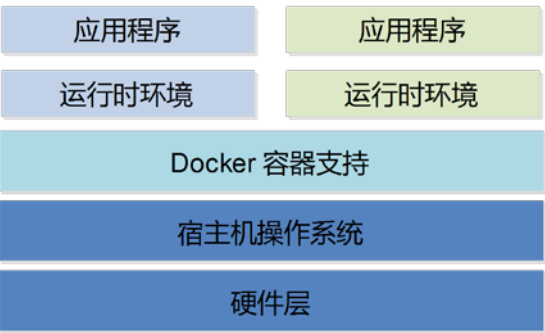 应用程序 应用程序
运行时环境 运行时环境
Docker 容器支持
宿主机操作系统
硬件层